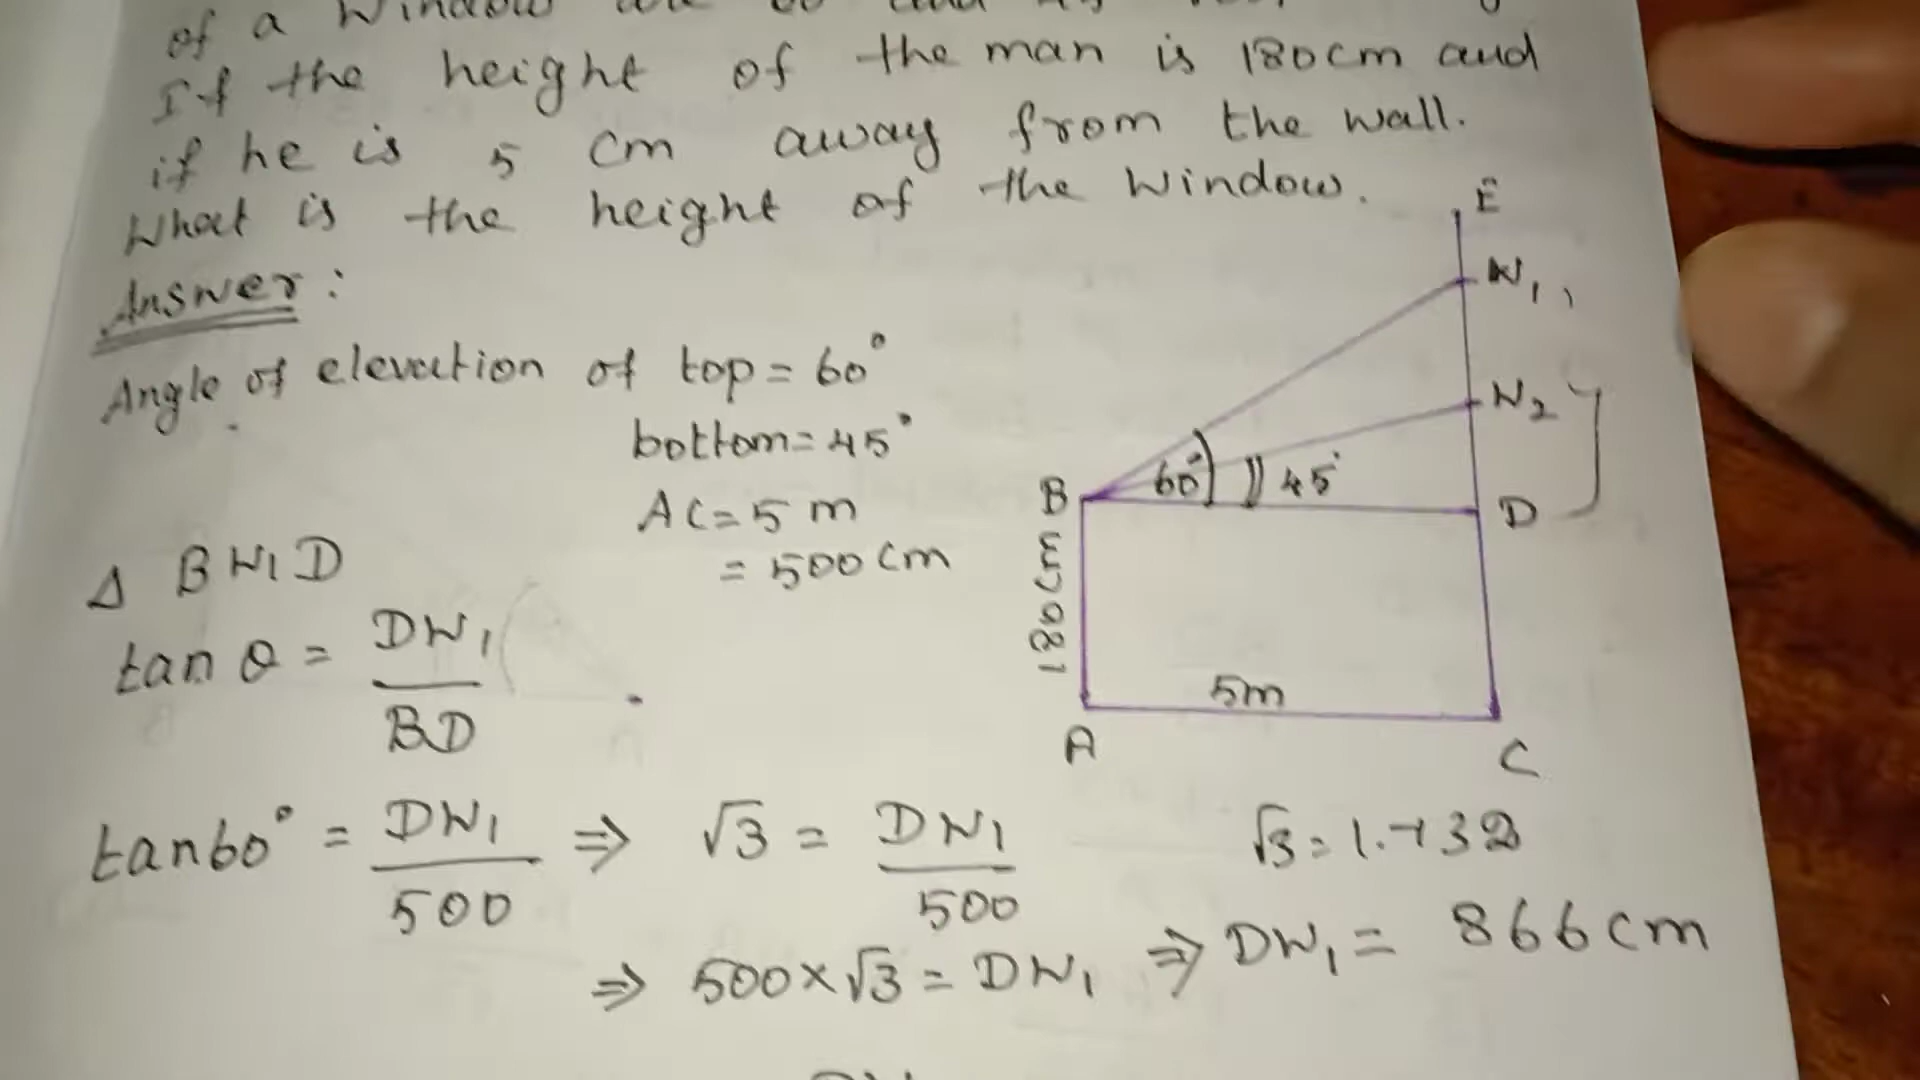 of a Window
If the height of the man is 180cm and
if he is 5 cm away from the wall.
What is the height of the Window.
Answer:
Angle of elevation of top = 60°
bottom = 45°
AC = 5 m
= 500 cm
E
W1,
W2
B 60° 45° D
180cm
5m
A C
Δ BW1D
tan θ = DW1 / BD
tan60° = DW1 / 500 ⇒ √3 = DW1 / 500
√3 = 1.732
⇒ 500×√3 = DW1 ⇒ DW1 = 866cm